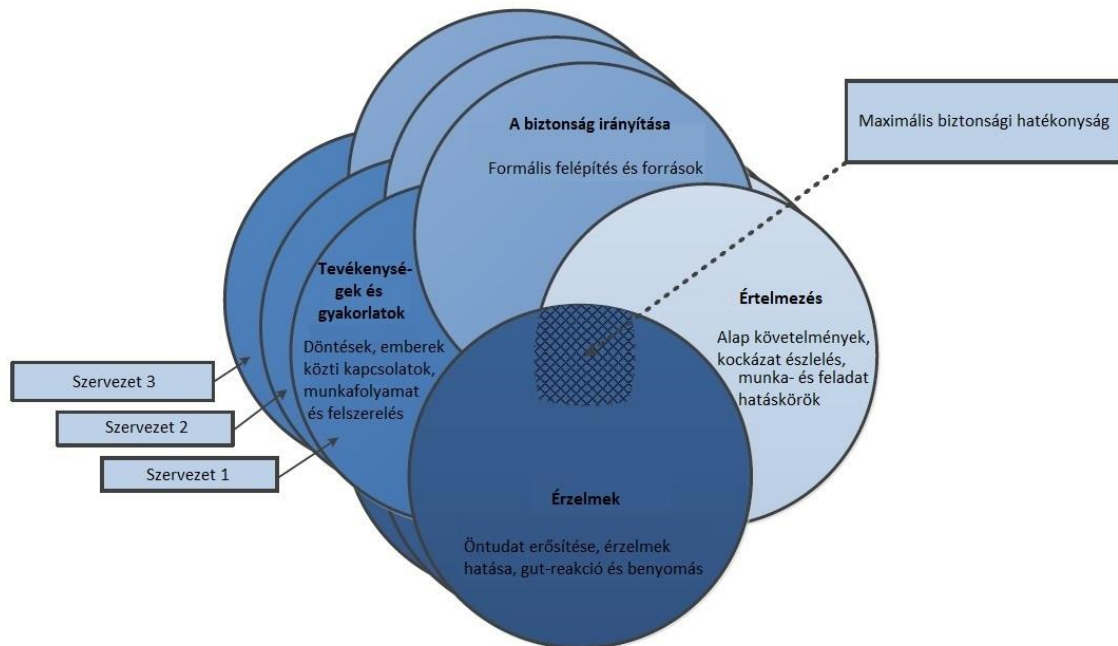 A biztonság irányítása
Formális felépítés és források
Maximális biztonsági hatékonyság
Tevékenysé-
gek és
gyakorlatok
Döntések, emberek
közti kapcsolatok,
munkafolyamat
és felszerelés
Értelmezés
Alap követelmények,
kockázat észlelés,
munka- és feladat
hatáskörök
Szervezet 3
Szervezet 2
Szervezet 1
Érzelmek
Öntudat erősítése, érzelmek
hatása, gut-reakció és benyomás